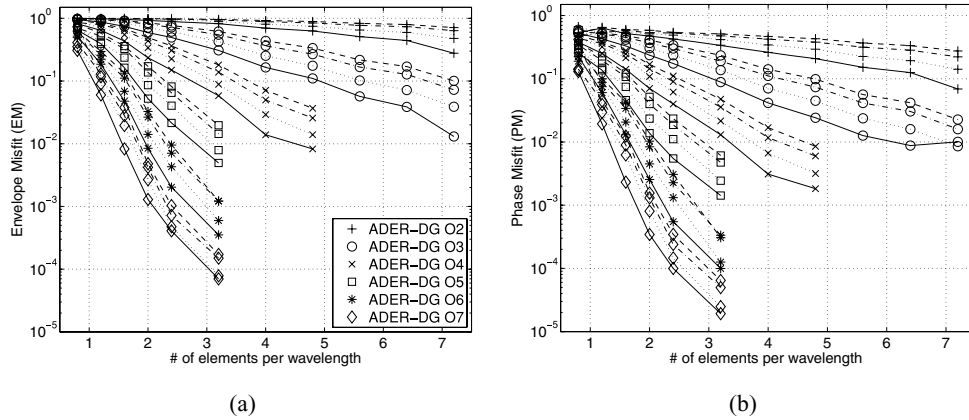 Envelope Misfit (EM)
10^0
10^-1
10^-2
10^-3
10^-4
10^-5
ADER-DG O2
ADER-DG O3
ADER-DG O4
ADER-DG O5
ADER-DG O6
ADER-DG O7
1 2 3 4 5 6 7
# of elements per wavelength
(a)
Phase Misfit (PM)
10^0
10^-1
10^-2
10^-3
10^-4
10^-5
1 2 3 4 5 6 7
# of elements per wavelength
(b)